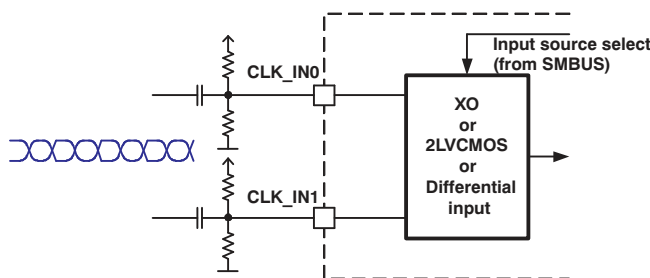 CLK_IN0
Input source select
(from SMBUS)
XO
or
2LVCMOS
or
Differential
input
CLK_IN1